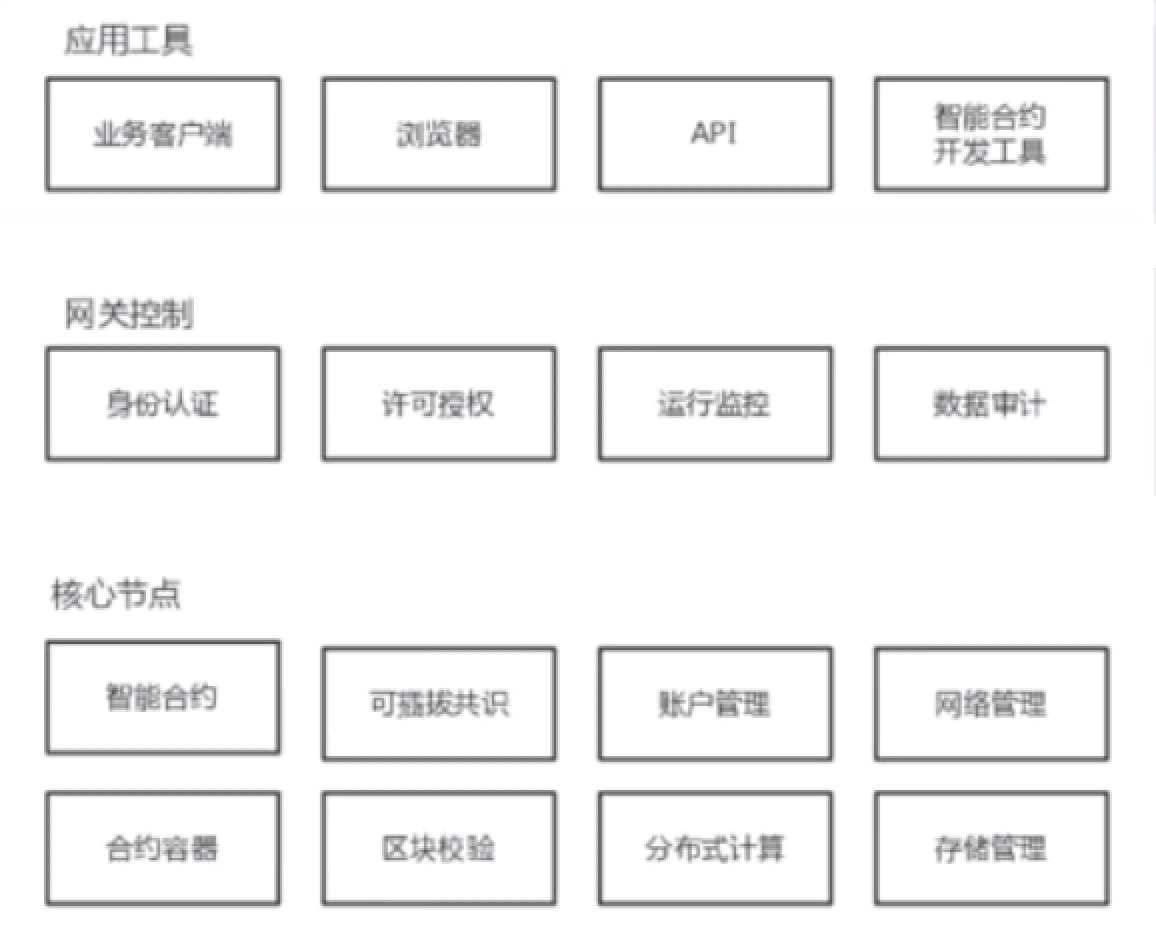 应用工具
业务客户端
浏览器
API
智能合约
开发工具
网关控制
身份认证
许可授权
运行监控
数据审计
核心节点
智能合约
可插拔共识
账户管理
网络管理
合约容器
区块校验
分布式计算
存储管理